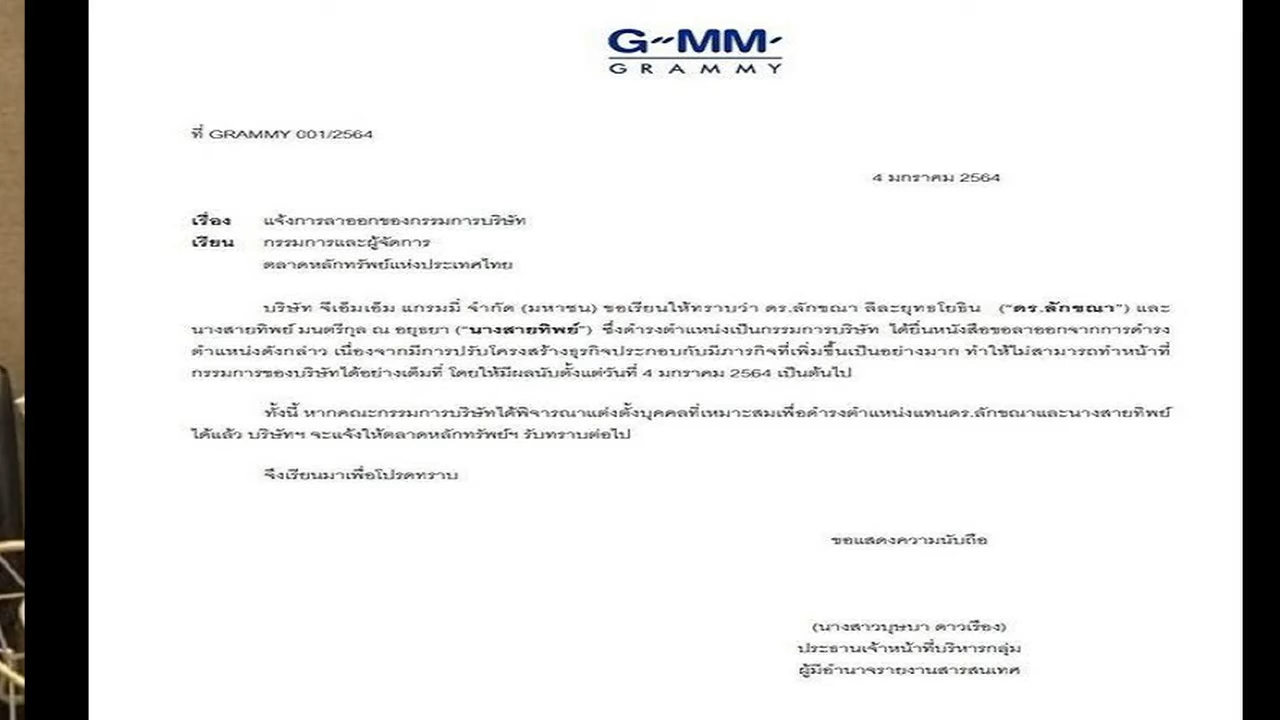 G MM
GRAMMY
ที่ GRAMMY 001/2564
4 มกราคม 2564
เรื่อง แจ้งการลาออกของกรรมการบริษัท
เรียน กรรมการและผู้จัดการ
ตลาดหลักทรัพย์แห่งประเทศไทย
บริษัท จีเอ็มเอ็ม แกรมมี่ จำกัด (มหาชน) ขอเรียนให้ทราบว่า ดร.ลักขณา ลีละยุทธโยธิน ("ดร.ลักขณา") และ
นางสายทิพย์ มนตรีกุล ณ อยุธยา ("นางสายทิพย์") ซึ่งดำรงตำแหน่งเป็นกรรมการบริษัท ได้ยื่นหนังสือขอลาออกจากการดำรง
ตำแหน่งดังกล่าว เนื่องจากมีการปรับโครงสร้างธุรกิจประกอบกับมีภารกิจที่เพิ่มขึ้นเป็นอย่างมาก ทำให้ไม่สามารถทำหน้าที่
กรรมการของบริษัทได้อย่างเต็มที่ โดยให้มีผลนับตั้งแต่วันที่ 4 มกราคม 2564 เป็นต้นไป
ทั้งนี้ หากคณะกรรมการบริษัทได้พิจารณาแต่งตั้งบุคคลที่เหมาะสมเพื่อดำรงตำแหน่งแทนดร.ลักขณาและนางสายทิพย์
ได้แล้ว บริษัทฯ จะแจ้งให้ตลาดหลักทรัพย์ฯ รับทราบต่อไป
จึงเรียนมาเพื่อโปรดทราบ
ขอแสดงความนับถือ
(นางสาวบุษบา ดาวเรือง)
ประธานเจ้าหน้าที่บริหารกลุ่ม
ผู้มีอำนาจรายงานสารสนเทศ